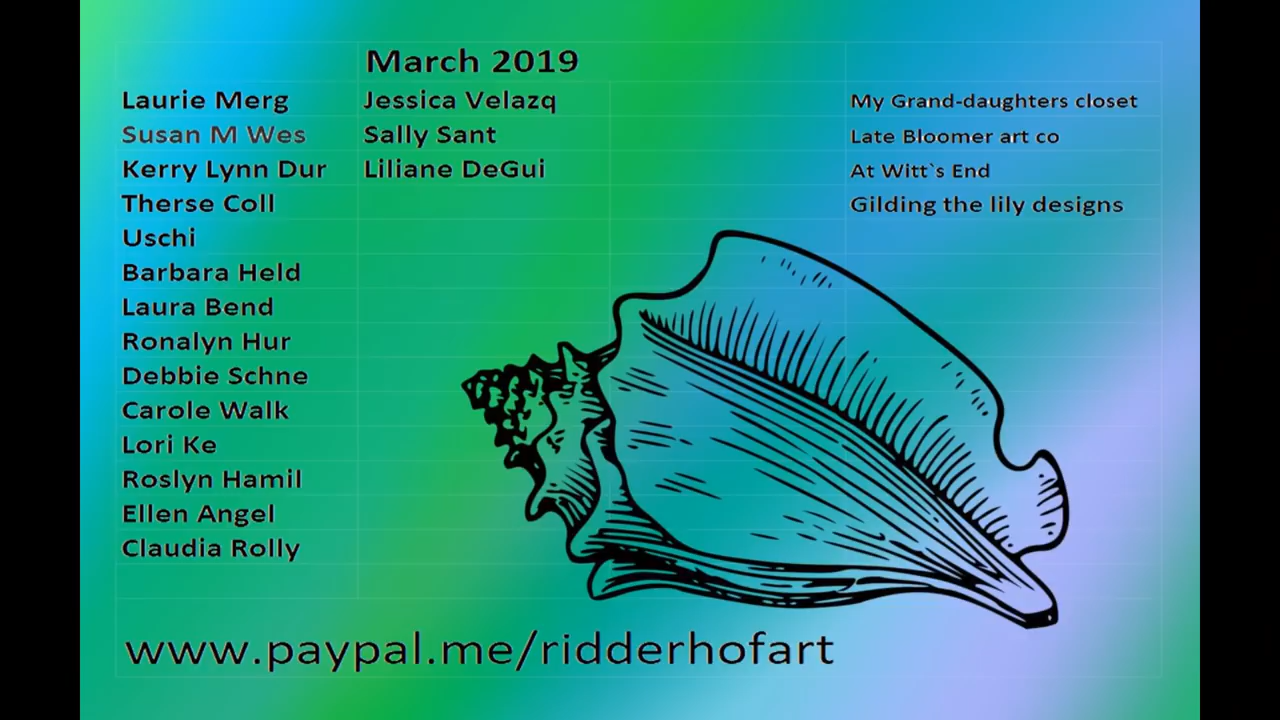 March 2019
Laurie Merg
Susan M Wes
Kerry Lynn Dur
Therse Coll
Uschi
Barbara Held
Laura Bend
Ronalyn Hur
Debbie Schne
Carole Walk
Lori Ke
Roslyn Hamil
Ellen Angel
Claudia Rolly
Jessica Velazq
Sally Sant
Liliane DeGui
My Grand-daughters closet
Late Bloomer art co
At Witt`s End
Gilding the lily designs
www.paypal.me/ridderhofart